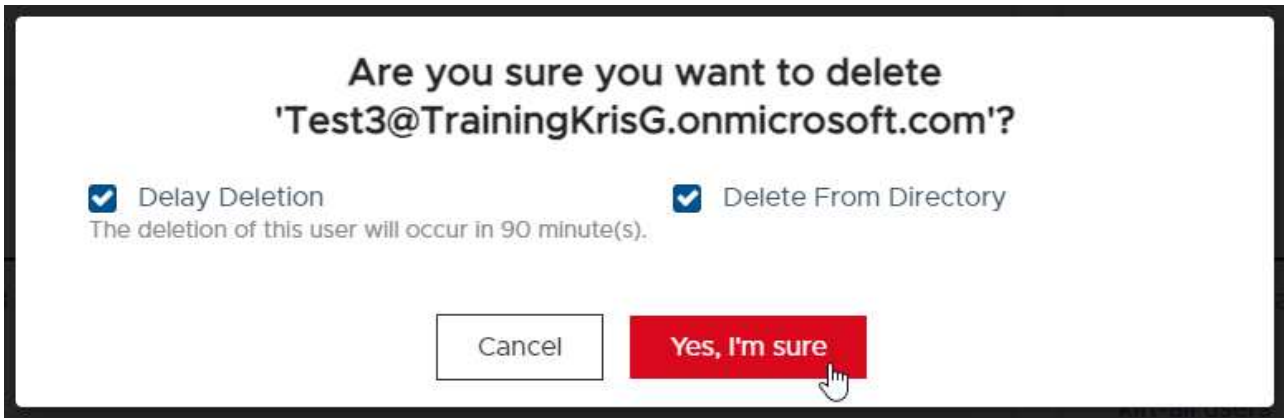 Are you sure you want to delete
'Test3@TrainingKrisG.onmicrosoft.com'?
Delay Deletion
Delete From Directory
The deletion of this user will occur in 90 minute(s).
Cancel
Yes, I'm sure